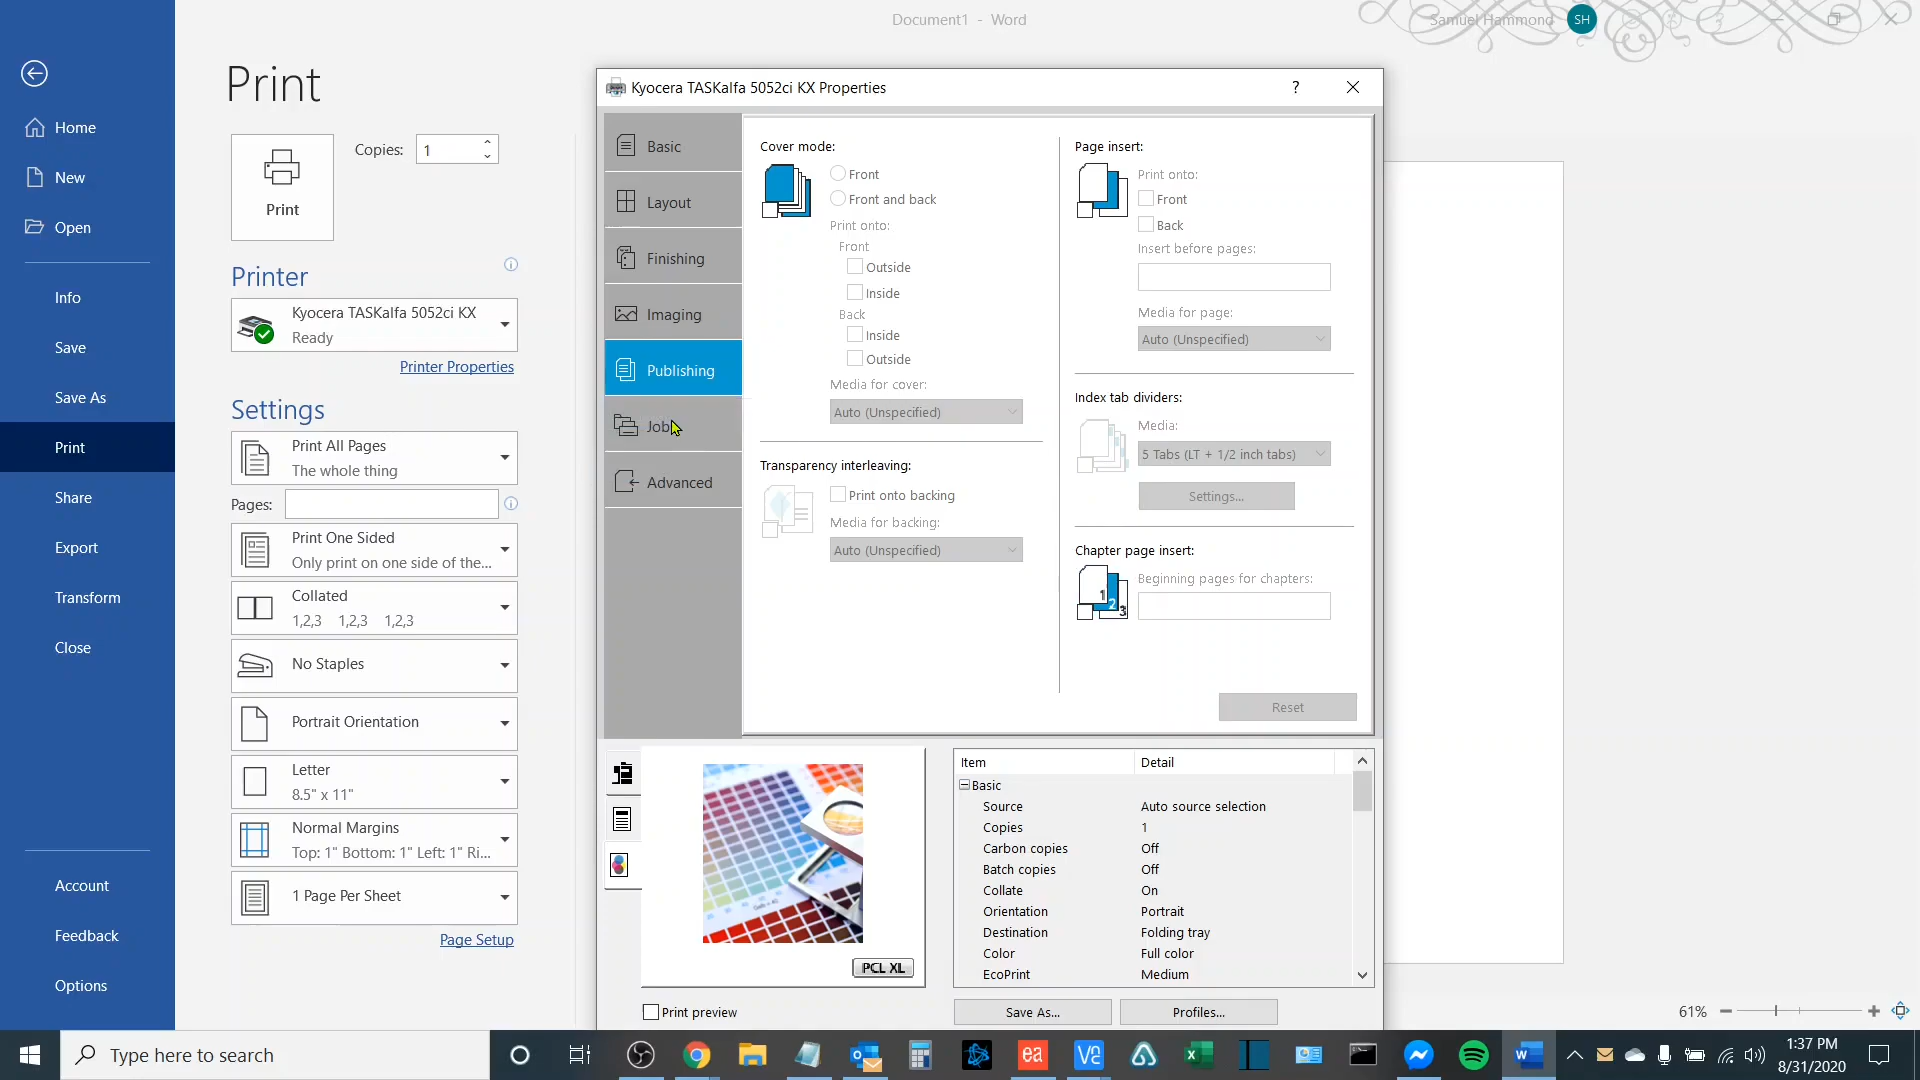 Document1 - Word
Samuel Hammond
SH
Home
New
Open
Info
Save
Save As
Print
Share
Export
Transform
Close
Account
Feedback
Options
Print
Print
Copies: 1
Printer
Kyocera TASKalfa 5052ci KX
Ready
Printer Properties
Settings
Print All Pages
The whole thing
Pages:
Print One Sided
Only print on one side of the...
Collated
1,2,3 1,2,3 1,2,3
No Staples
Portrait Orientation
Letter
8.5" x 11"
Normal Margins
Top: 1" Bottom: 1" Left: 1" Ri...
1 Page Per Sheet
Page Setup
Kyocera TASKalfa 5052ci KX Properties
?
Basic
Layout
Finishing
Imaging
Publishing
Job
Advanced
Cover mode:
Front
Front and back
Print onto:
Front
Outside
Inside
Back
Inside
Outside
Media for cover:
Auto (Unspecified)
Transparency interleaving:
Print onto backing
Media for backing:
Auto (Unspecified)
Page insert:
Print onto:
Front
Back
Insert before pages:
Media for page:
Auto (Unspecified)
Index tab dividers:
Media:
5 Tabs (LT + 1/2 inch tabs)
Settings...
Chapter page insert:
1 2 3
Beginning pages for chapters:
Reset
PCL XL
Print preview
Item Detail
Basic
Source Auto source selection
Copies 1
Carbon copies Off
Batch copies Off
Collate On
Orientation Portrait
Destination Folding tray
Color Full color
EcoPrint Medium
Save As...
Profiles...
61%
Type here to search
ea
VC
1:37 PM
8/31/2020